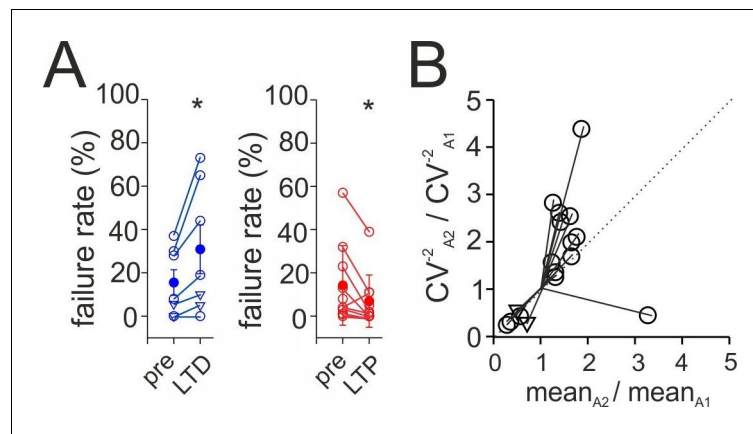 A
B
failure rate (%)
100
80
60
40
20
0
*
pre
LTD
failure rate (%)
100
80
60
40
20
0
*
pre
LTP
CV⁻²A2 / CV⁻²A1
5
4
3
2
1
0
0 1 2 3 4 5
meanA2 / meanA1